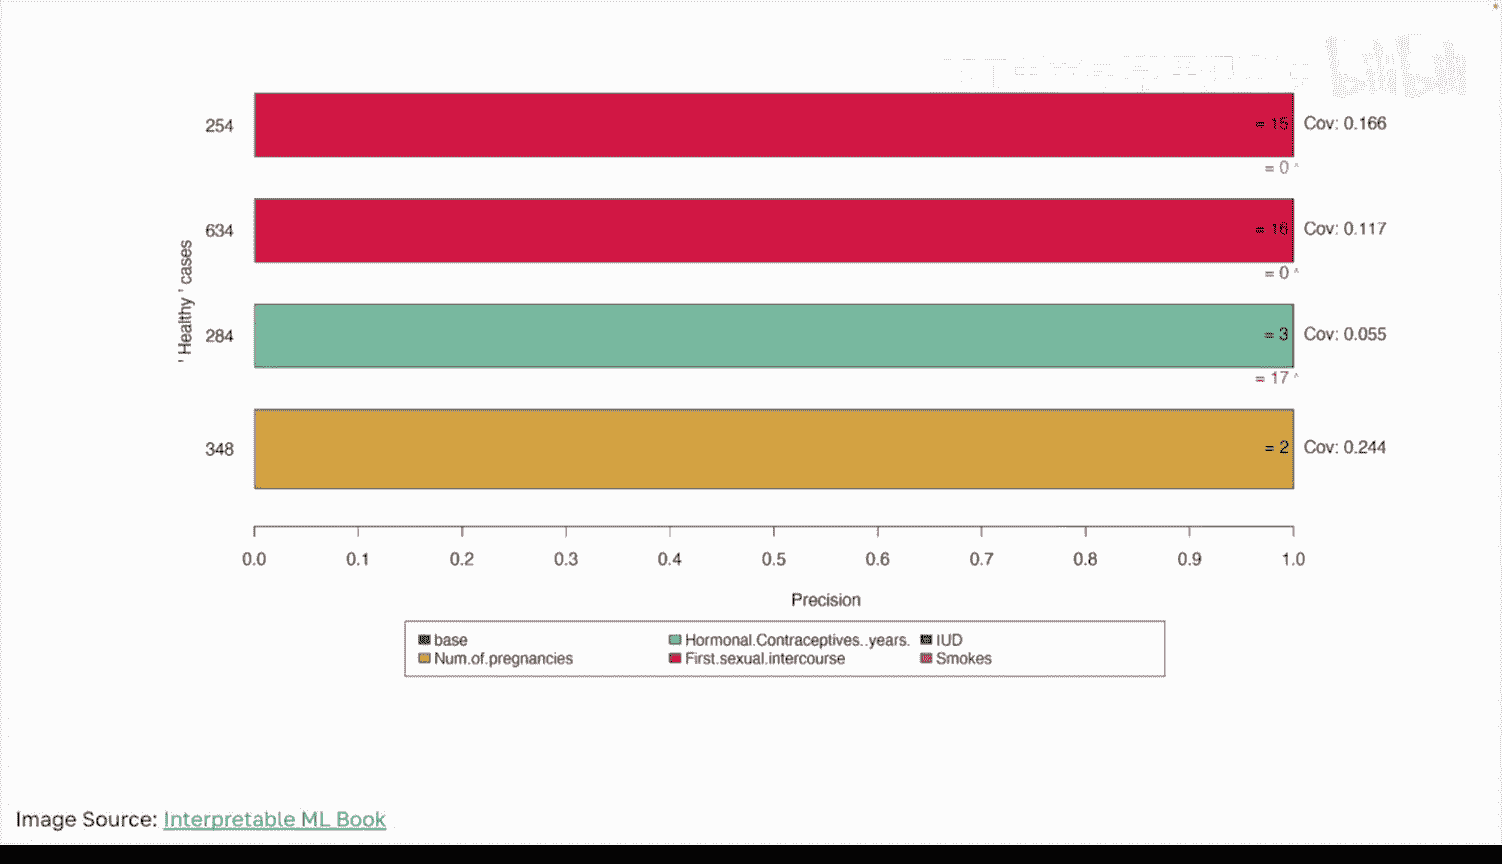 254
= 15
Cov: 0.166
= 0 ^
634
= 16
Cov: 0.117
= 0 ^
' Healthy ' cases
284
= 3
Cov: 0.055
= 17 ^
348
= 2
Cov: 0.244
0.0 0.1 0.2 0.3 0.4 0.5 0.6 0.7 0.8 0.9 1.0
Precision
base Hormonal.Contraceptives..years. IUD
Num.of.pregnancies First.sexual.intercourse Smokes
Image Source: Interpretable ML Book
bilibili